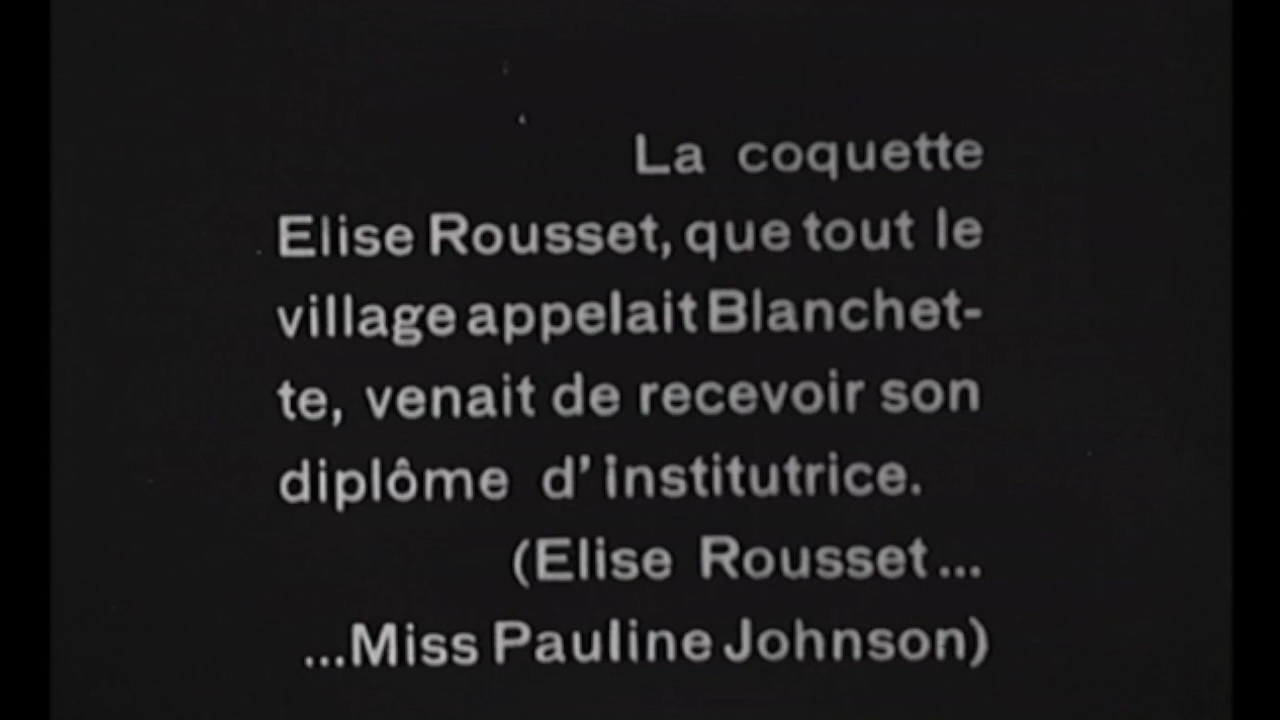 La coquette
Elise Rousset, que tout le
village appelait Blanchet-
te, venait de recevoir son
diplôme d'institutrice.
(Elise Rousset...
...Miss Pauline Johnson)